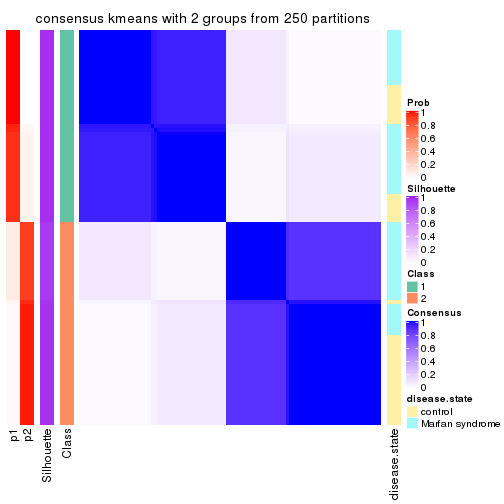 consensus kmeans with 2 groups from 250 partitions
Prob
1
0.8
0.6
0.4
0.2
0
Silhouette
1
0.8
0.6
0.4
0.2
0
Class
1
2
Consensus
1
0.8
0.6
0.4
0.2
0
disease.state
control
Marfan syndrome
p1
p2
Silhouette
Class
disease.state